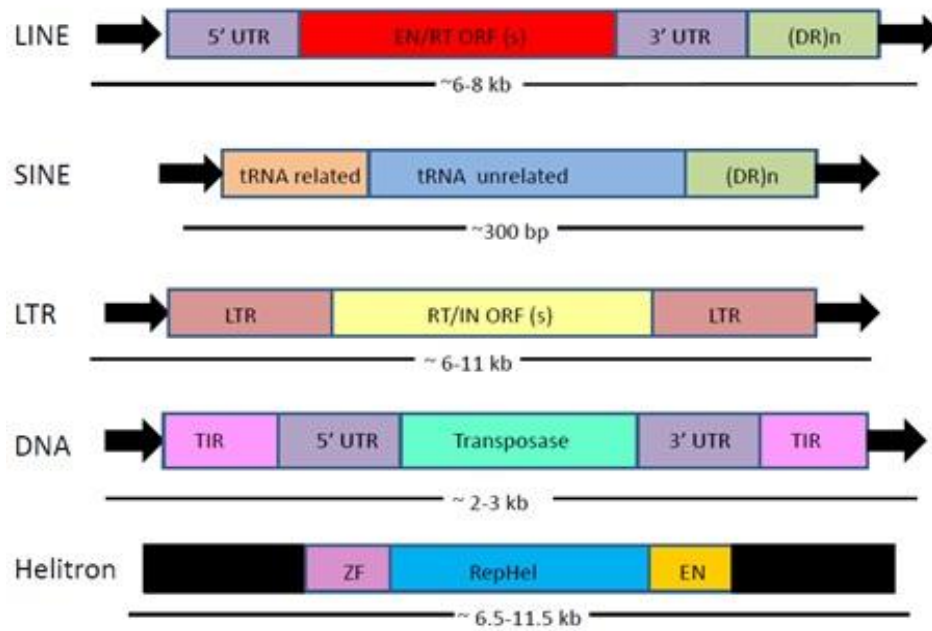 LINE 5' UTR EN/RT ORF (s) 3' UTR (DR)n
~6-8 kb
SINE tRNA related tRNA unrelated (DR)n
~300 bp
LTR LTR RT/IN ORF (s) LTR
~ 6-11 kb
DNA TIR 5' UTR Transposase 3' UTR TIR
~ 2-3 kb
Helitron ZF RepHel EN
~ 6.5-11.5 kb